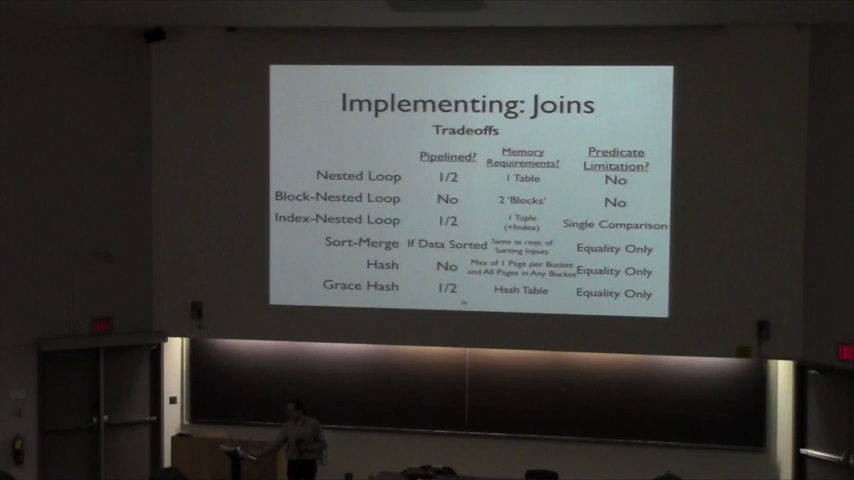 Implementing: Joins
Tradeoffs
Pipelined? Memory Requirements? Predicate Limitation?
Nested Loop 1/2 1 Table No
Block-Nested Loop No 2 'Blocks' No
Index-Nested Loop 1/2 1 Tuple (+Index) Single Comparison
Sort-Merge If Data Sorted Same as reqt. of Sorting Inputs Equality Only
Hash No Max of 1 Page per Bucket and All Pages in Any Bucket Equality Only
Grace Hash 1/2 Hash Table Equality Only